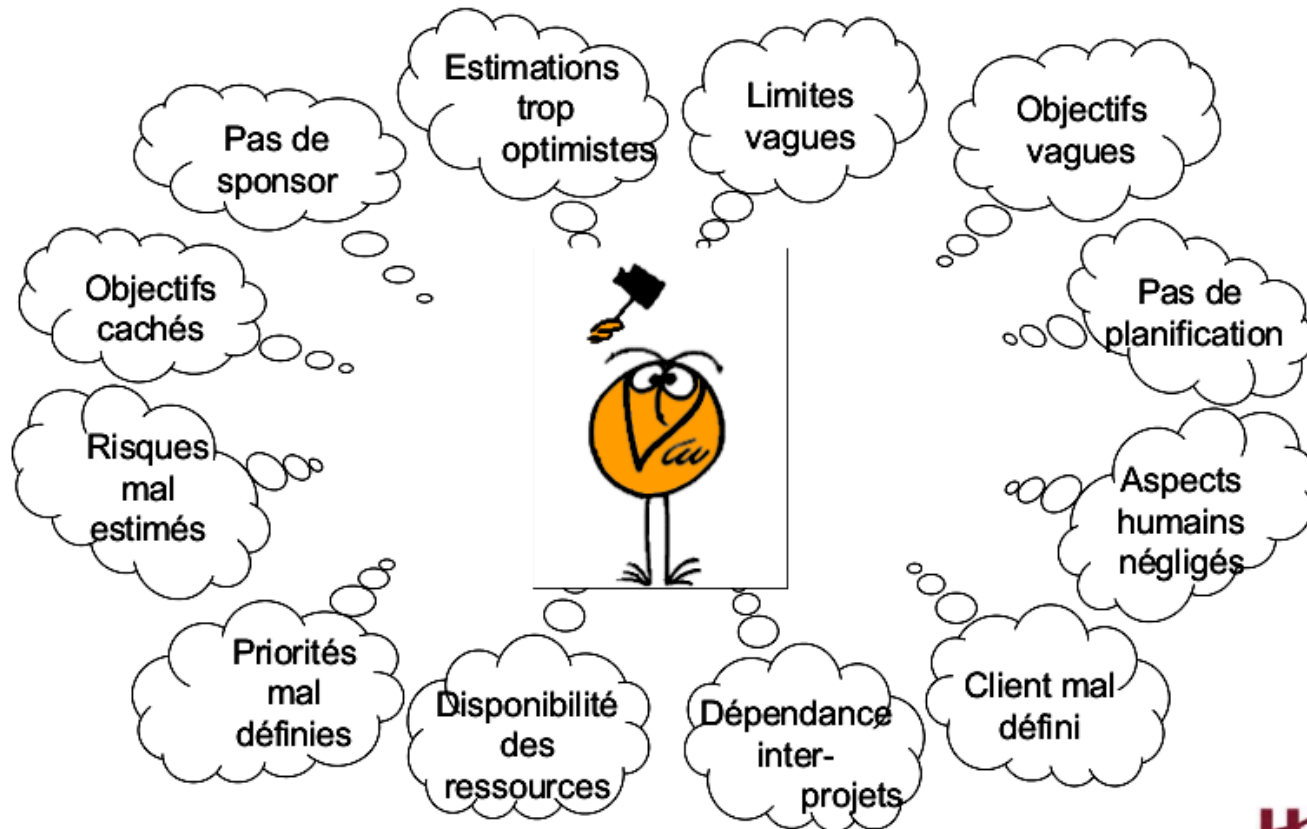 Estimations
trop
optimistes
Limites
vagues
Objectifs
vagues
Pas de
sponsor
Pas de
planification
Objectifs
cachés
Risques
mal
estimés
Aspects
humains
négligés
Priorités
mal
définies
Disponibilité
des
ressources
Dépendance
inter-
projets
Client mal
défini